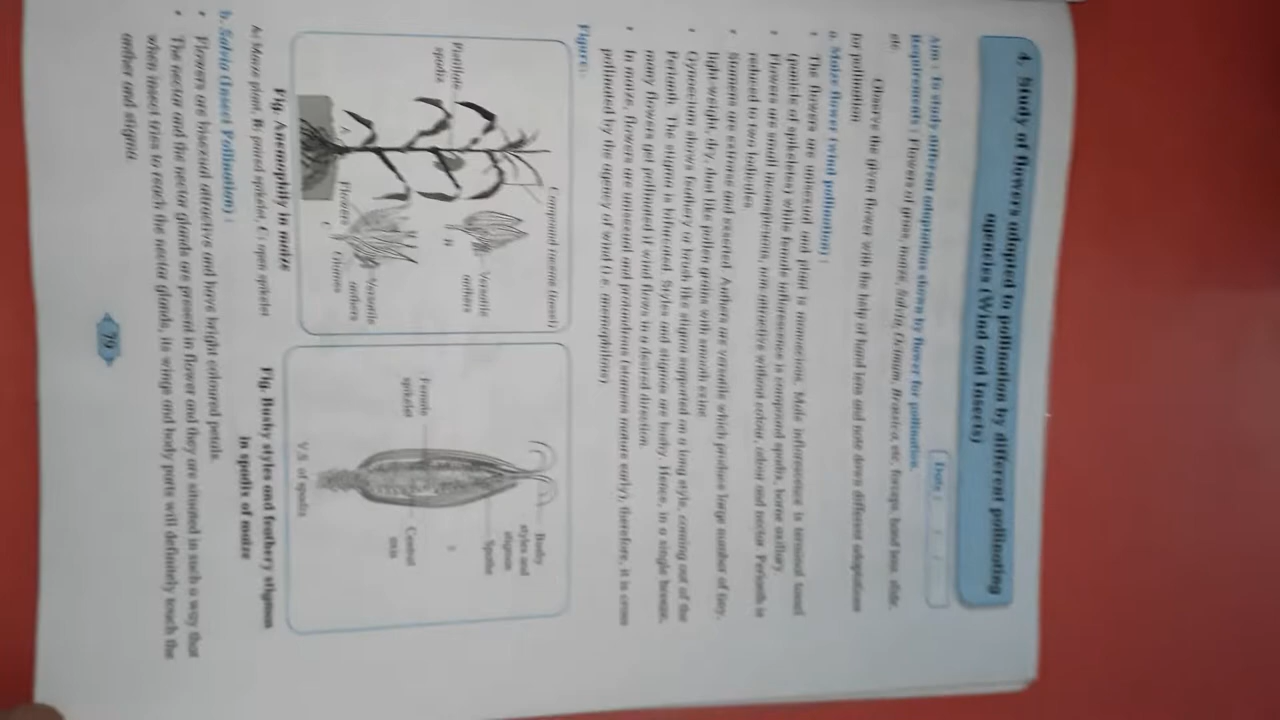 4. Study of flowers adapted to pollination by different pollinating
agencies (Wind and Insects)
Date : / /
Aim : To study different adaptations shown by flower for pollination.
Requirements : Flowers of grass, maize, Salvia, Ocimum, Brassica, etc. forceps, hand lens, slide,
etc.
Observe the given flower with the help of hand lens and note down different adaptations
for pollination
a. Maize flower (wind pollination) :
• The flowers are unisexual and plant is monoecious. Male inflorescence is terminal tassel
(panicle of spikelets) while female inflorescence is compound spadix, borne axillary.
• Flowers are small inconspicuous, non-attractive without colour, odour and nectar. Perianth is
reduced to two lodicules
• Stamens are extrorse and exserted. Anthers are versatile which produce large number of tiny,
light weight, dry, dust like pollen grains with smooth exine
• Gynoecium shows feathery or brush like stigma supported on a long style, coming out of the
Perianth. The stigma is bifurcated. Styles and stigmas are bushy. Hence, in a single breeze,
many flowers get pollinated if wind flows in a desired direction.
• In maize, flowers are unisexual and protandrous (stamens mature early), therefore, it is cross
pollinated by the agency of wind (i.e. anemophilous).
Figure:
Compound raceme (tassel)
Pistillate
spadix
Versatile
anthers
B
A
Flowers
C
Glumes
Versatile
anthers
Fig. Anemophily in maize
A: Maize plant, B: paired spikelet, C: open spikelet
Bushy
styles and
stigmas
Spathe
Female
spikelet
Central
axis
V.S. of spadix
Fig. Bushy styles and feathery stigmas
in spadix of maize
b. Salvia (Insect Pollination) :
• Flowers are bisexual attractive and have bright coloured petals.
• The nectar and the nectar glands are present in flower and they are situated in such a way that
when insect tries to reach the nectar glands, its wings and body parts will definitely touch the
anther and stigma
79